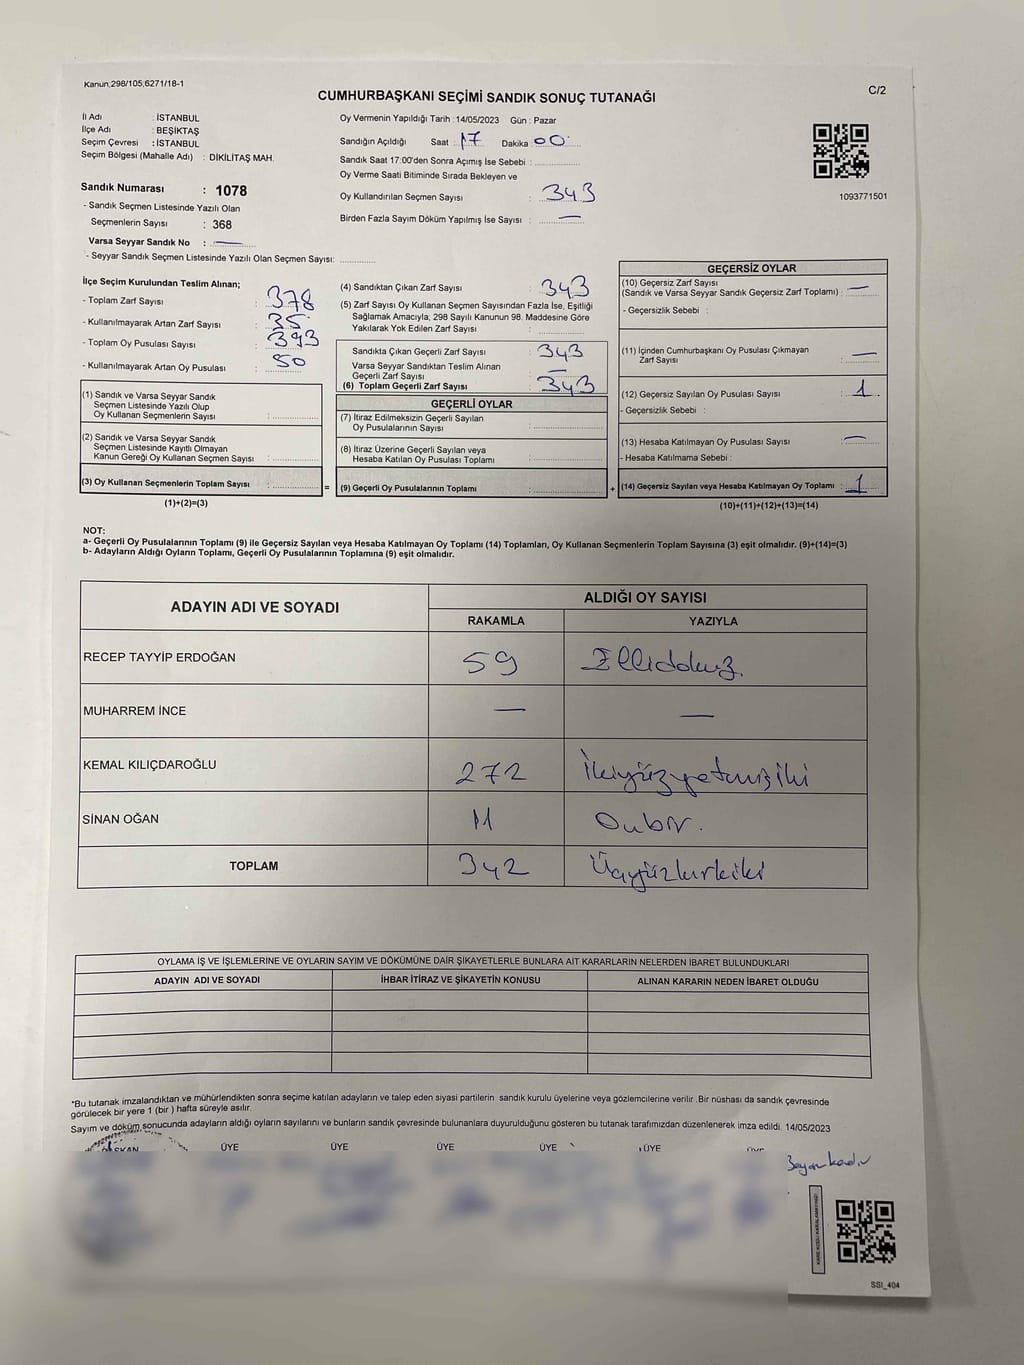 Kanun;298/105;6271/18-1
C/2
CUMHURBAŞKANI SEÇİMİ SANDIK SONUÇ TUTANAĞI
İl Adı : İSTANBUL
İlçe Adı : BEŞİKTAŞ
Seçim Çevresi : İSTANBUL
Seçim Bölgesi (Mahalle Adı) : DİKİLİTAŞ MAH.
Sandık Numarası : 1078
- Sandık Seçmen Listesinde Yazılı Olan
Seçmenlerin Sayısı : 368
Varsa Seyyar Sandık No : —
- Seyyar Sandık Seçmen Listesinde Yazılı Olan Seçmen Sayısı:
Oy Vermenin Yapıldığı Tarih :14/05/2023 Gün : Pazar
Sandığın Açıldığı Saat 17 Dakika 00
Sandık Saat 17:00'den Sonra Açımış İse Sebebi :
Oy Verme Saati Bitiminde Sırada Bekleyen ve
Oy Kullandırılan Seçmen Sayısı : 343
Birden Fazla Sayım Döküm Yapılmış İse Sayısı : —
1093771501
İlçe Seçim Kurulundan Teslim Alınan;
- Toplam Zarf Sayısı : 378
- Kullanılmayarak Artan Zarf Sayısı : 35
- Toplam Oy Pusulası Sayısı : 393
- Kullanılmayarak Artan Oy Pusulası : 50
(1) Sandık ve Varsa Seyyar Sandık
Seçmen Listesinde Yazılı Olup
Oy Kullanan Seçmenlerin Sayısı :
(2) Sandık ve Varsa Seyyar Sandık
Seçmen Listesinde Kayıtlı Olmayan
Kanun Gereği Oy Kullanan Seçmen Sayısı :
(3) Oy Kullanan Seçmenlerin Toplam Sayısı :
(1)+(2)=(3)
=
(4) Sandıktan Çıkan Zarf Sayısı : 343
(5) Zarf Sayısı Oy Kullanan Seçmen Sayısından Fazla İse, Eşitliği
Sağlamak Amacıyla; 298 Sayılı Kanunun 98. Maddesine Göre
Yakılarak Yok Edilen Zarf Sayısı :
Sandıkta Çıkan Geçerli Zarf Sayısı : 343
Varsa Seyyar Sandıktan Teslim Alınan
Geçerli Zarf Sayısı : —
(6) Toplam Geçerli Zarf Sayısı : 343
GEÇERLİ OYLAR
(7) İtiraz Edilmeksizin Geçerli Sayılan
Oy Pusulalarının Sayısı :
(8) İtiraz Üzerine Geçerli Sayılan veya
Hesaba Katılan Oy Pusulası Toplamı :
(9) Geçerli Oy Pusulalarının Toplamı :
+
GEÇERSİZ OYLAR
(10) Geçersiz Zarf Sayısı
(Sandık ve Varsa Seyyar Sandık Geçersiz Zarf Toplamı) : —
- Geçersizlik Sebebi :
(11) İçinden Cumhurbaşkanı Oy Pusulası Çıkmayan
Zarf Sayısı : —
(12) Geçersiz Sayılan Oy Pusulası Sayısı : 1
- Geçersizlik Sebebi :
(13) Hesaba Katılmayan Oy Pusulası Sayısı : —
- Hesaba Katılmama Sebebi :
(14) Geçersiz Sayılan veya Hesaba Katılmayan Oy Toplamı : 1
(10)+(11)+(12)+(13)=(14)
NOT:
a- Geçerli Oy Pusulalarının Toplamı (9) ile Geçersiz Sayılan veya Hesaba Katılmayan Oy Toplamı (14) Toplamları, Oy Kullanan Seçmenlerin Toplam Sayısına (3) eşit olmalıdır. (9)+(14)=(3)
b- Adayların Aldığı Oyların Toplamı, Geçerli Oy Pusulalarının Toplamına (9) eşit olmalıdır.
ADAYIN ADI VE SOYADI ALDIĞI OY SAYISI
RAKAMLA YAZIYLA
RECEP TAYYİP ERDOĞAN 59 Ellidokuz.
MUHARREM İNCE — —
KEMAL KILIÇDAROĞLU 272 İkiyüzyetmişiki
SİNAN OĞAN 11 Onbir.
TOPLAM 342 Üçyüzkırkiki
OYLAMA İŞ VE İŞLEMLERİNE VE OYLARIN SAYIM VE DÖKÜMÜNE DAİR ŞİKAYETLERLE BUNLARA AİT KARARLARIN NELERDEN İBARET BULUNDUKLARI
ADAYIN ADI VE SOYADI İHBAR İTİRAZ VE ŞİKAYETİN KONUSU ALINAN KARARIN NEDEN İBARET OLDUĞU
*Bu tutanak imzalandıktan ve mühürlendikten sonra seçime katılan adayların ve talep eden siyasi partilerin sandık kurulu üyelerine veya gözlemcilerine verilir .Bir nüshası da sandık çevresinde
görülecek bir yere 1 (bir ) hafta süreyle asılır.
Sayım ve döküm sonucunda adayların aldığı oyların sayılarını ve bunların sandık çevresinde bulunanlara duyurulduğunu gösteren bu tutanak tarafımızdan düzenlenerek imza edildi. 14/05/2023
BAŞKAN ÜYE ÜYE ÜYE ÜYE ÜYE ÜYE
SSI_404